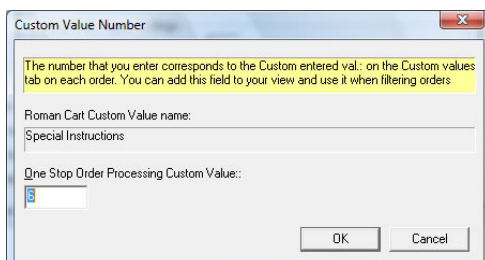 Custom Value Number
The number that you enter corresponds to the Custom entered val.: on the Custom values
tab on each order. You can add this field to your view and use it when filtering orders
Roman Cart Custom Value name:
Special Instructions
One Stop Order Processing Custom Value::
6
OK Cancel